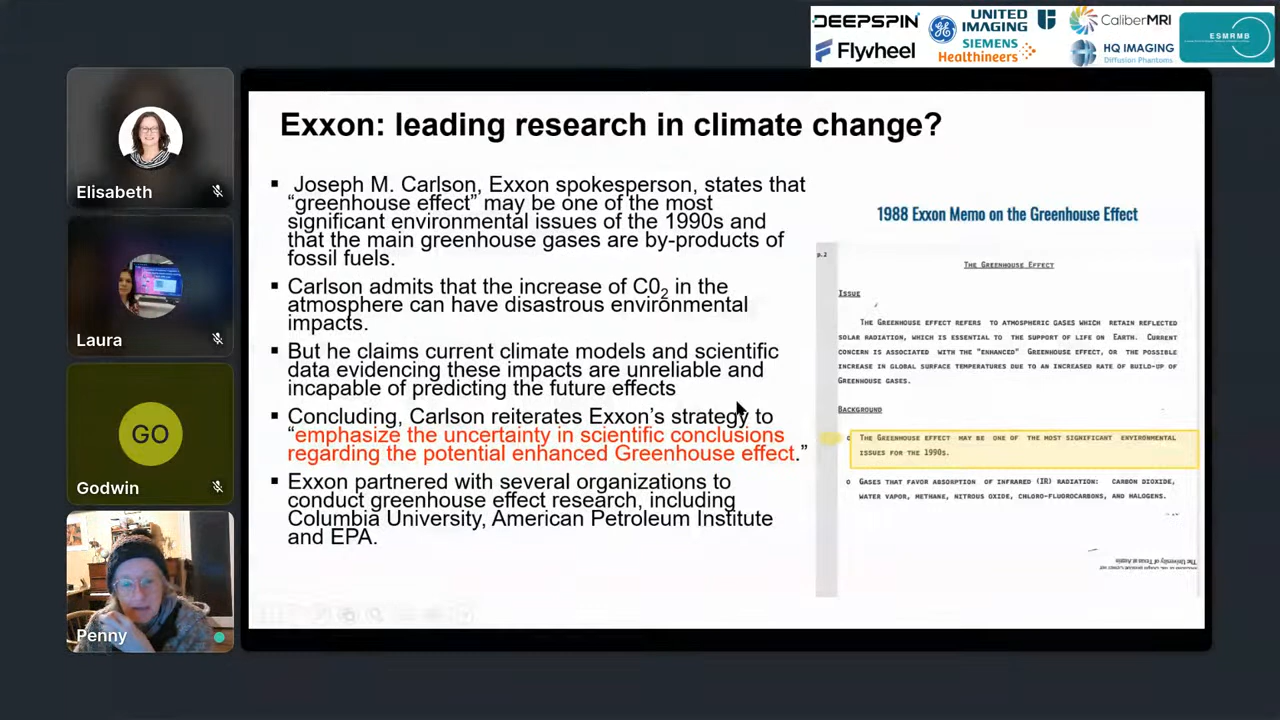 DEEPSPIN
UNITED
IMAGING
CaliberMRI
ESMRMB
Flywheel
SIEMENS
Healthineers
HQ IMAGING
Diffusion Phantoms
Exxon: leading research in climate change?
Elisabeth
Laura
GO
Godwin
Penny
▪ Joseph M. Carlson, Exxon spokesperson, states that
“greenhouse effect” may be one of the most
significant environmental issues of the 1990s and
that the main greenhouse gases are by-products of
fossil fuels.
▪ Carlson admits that the increase of C0₂ in the
atmosphere can have disastrous environmental
impacts.
▪ But he claims current climate models and scientific
data evidencing these impacts are unreliable and
incapable of predicting the future effects
▪ Concluding, Carlson reiterates Exxon’s strategy to
“emphasize the uncertainty in scientific conclusions
regarding the potential enhanced Greenhouse effect.”
▪ Exxon partnered with several organizations to
conduct greenhouse effect research, including
Columbia University, American Petroleum Institute
and EPA.
1988 Exxon Memo on the Greenhouse Effect
p.2
THE GREENHOUSE EFFECT
ISSUE
THE GREENHOUSE EFFECT REFERS TO ATMOSPHERIC GASES WHICH RETAIN REFLECTED
SOLAR RADIATION, WHICH IS ESSENTIAL TO THE SUPPORT OF LIFE ON EARTH. CURRENT
CONCERN IS ASSOCIATED WITH THE "ENHANCED" GREENHOUSE EFFECT, OR THE POSSIBLE
INCREASE IN GLOBAL SURFACE TEMPERATURES DUE TO AN INCREASED RATE OF BUILD-UP OF
GREENHOUSE GASES.
BACKGROUND
O THE GREENHOUSE EFFECT MAY BE ONE OF THE MOST SIGNIFICANT ENVIRONMENTAL
ISSUES FOR THE 1990s.
O GASES THAT FAVOR ABSORPTION OF INFRARED (IR) RADIATION: CARBON DIOXIDE,
WATER VAPOR, METHANE, NITROUS OXIDE, CHLORO-FLUOROCARBONS, AND HALOGENS.
The University of Texas at Austin